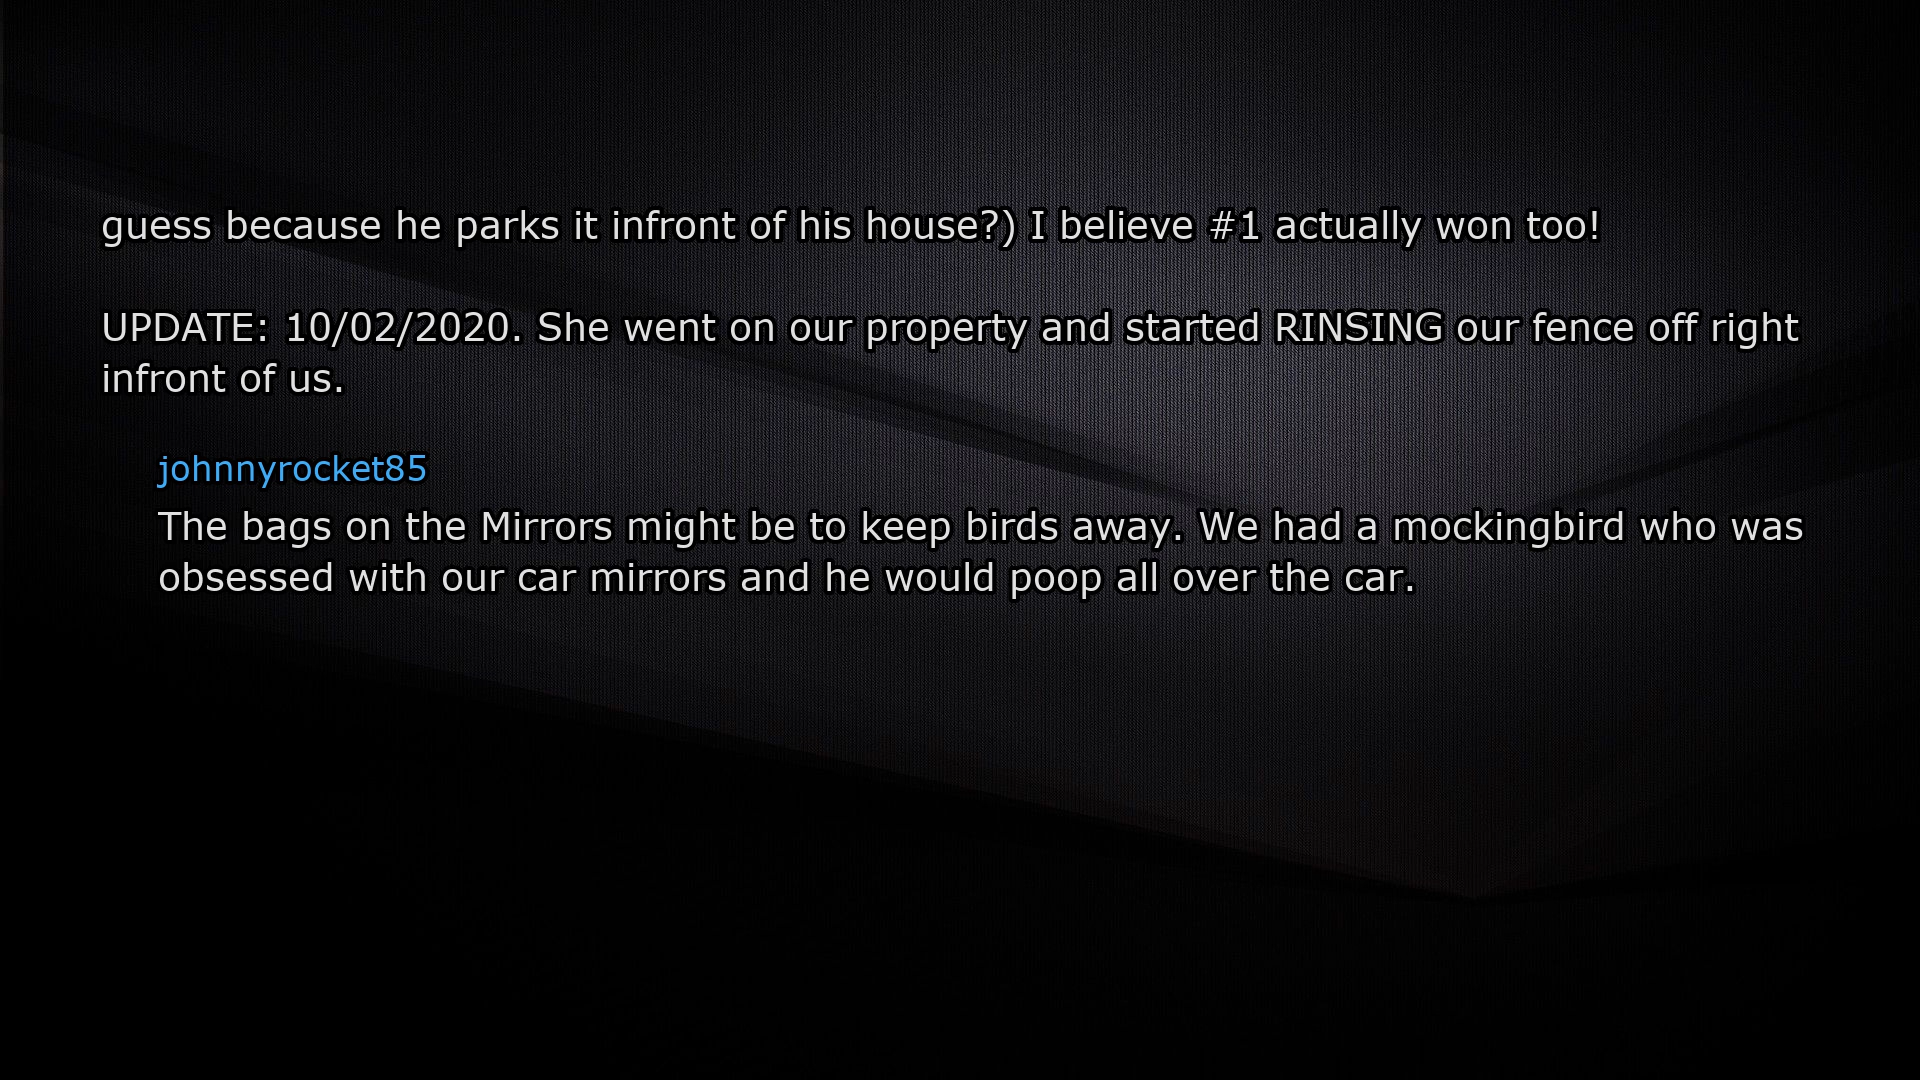 guess because he parks it infront of his house?) I believe #1 actually won too!
UPDATE: 10/02/2020. She went on our property and started RINSING our fence off right
infront of us.
johnnyrocket85
The bags on the Mirrors might be to keep birds away. We had a mockingbird who was
obsessed with our car mirrors and he would poop all over the car.